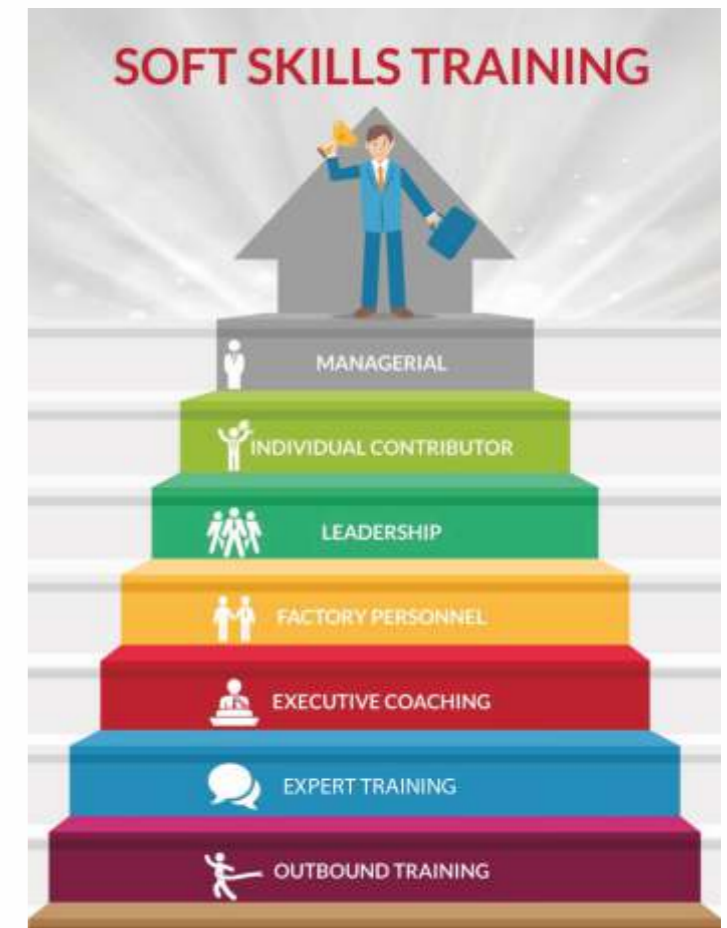 SOFT SKILLS TRAINING
MANAGERIAL
INDIVIDUAL CONTRIBUTOR
LEADERSHIP
FACTORY PERSONNEL
EXECUTIVE COACHING
EXPERT TRAINING
OUTBOUND TRAINING